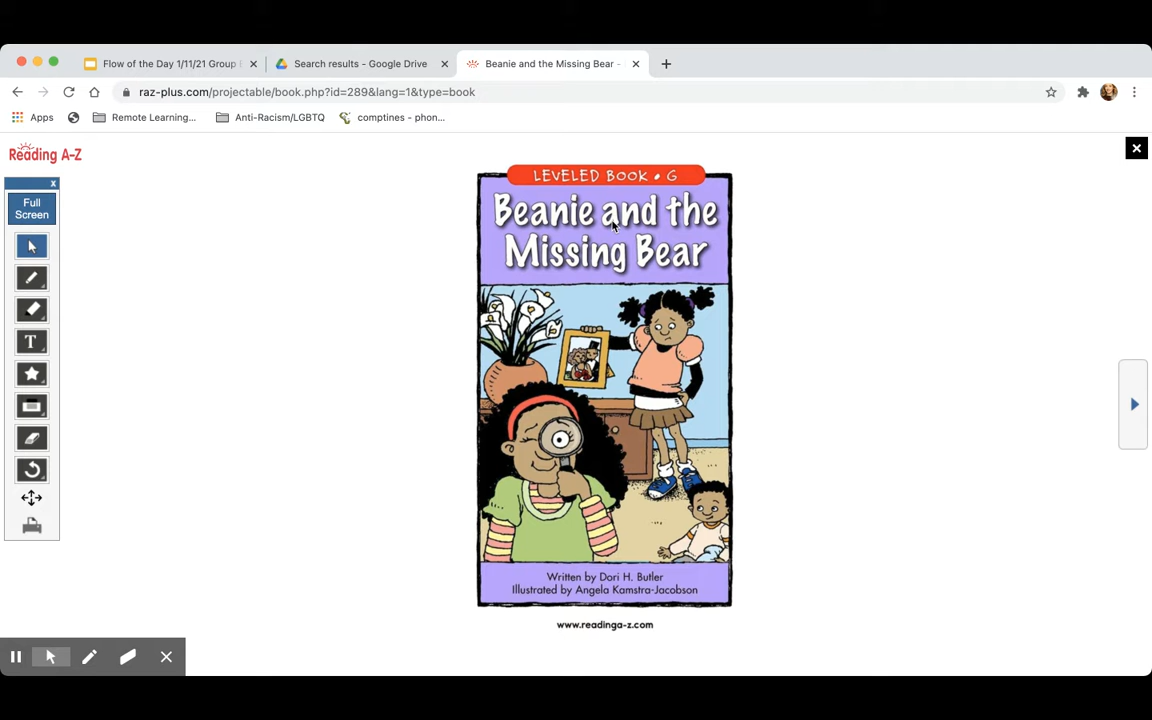 Flow of the Day 1/11/21 Group
Search results - Google Drive
Beanie and the Missing Bear -
raz-plus.com/projectable/book.php?id=289&lang=1&type=book
Apps
Remote Learning...
Anti-Racism/LGBTQ
comptines - phon...
Reading A-Z
x
Full
Screen
T
LEVELED BOOK • G
Beanie and the
Missing Bear
Written by Dori H. Butler
Illustrated by Angela Kamstra-Jacobson
www.readinga-z.com